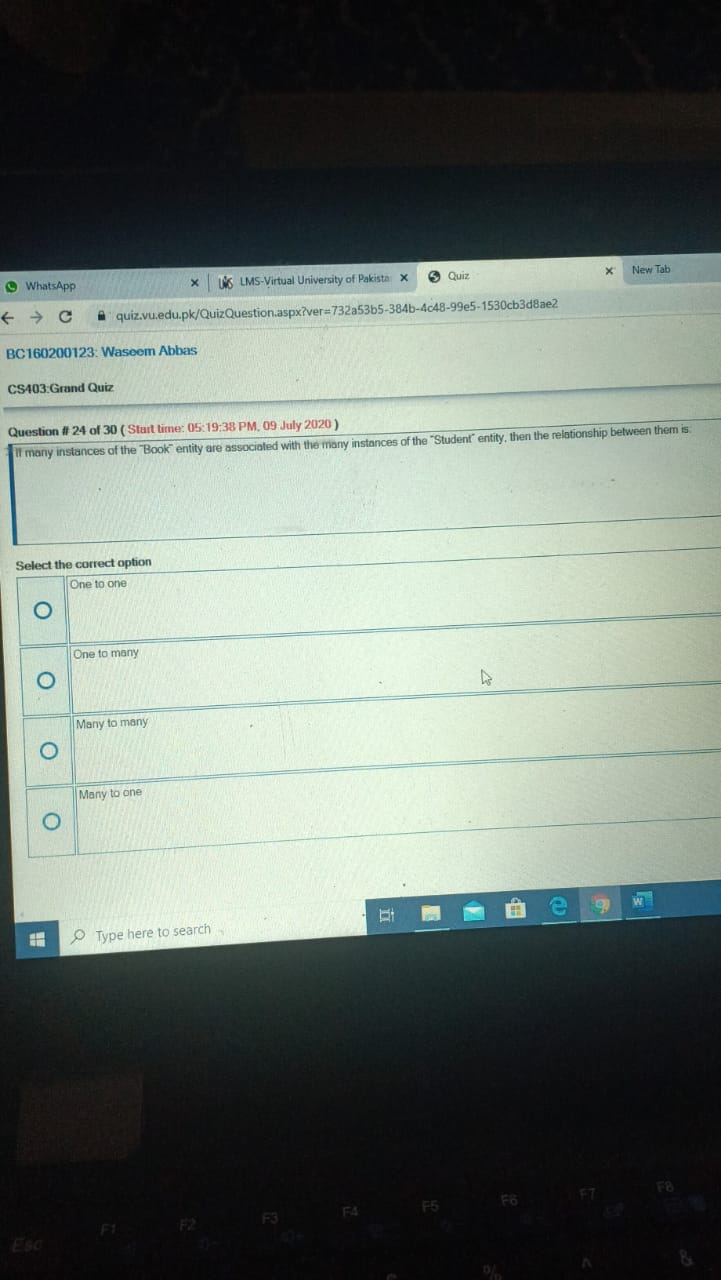 WhatsApp
LMS-Virtual University of Pakista
Quiz
New Tab
quiz.vu.edu.pk/QuizQuestion.aspx?ver=732a53b5-384b-4c48-99e5-1530cb3d8ae2
BC160200123: Waseem Abbas
CS403:Grand Quiz
Question # 24 of 30 ( Start time: 05:19:38 PM, 09 July 2020 )
If many instances of the "Book" entity are associated with the many instances of the "Student" entity, then the relationship between them is:
Select the correct option
One to one
One to many
Many to many
Many to one
Type here to search
Esc F1 F2 F3 F4 F5 F6 F7 F8
% ^ &